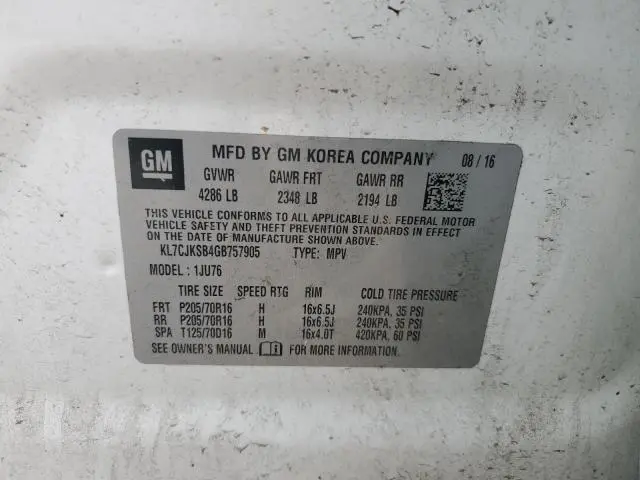 GM MFD BY GM KOREA COMPANY 08 / 16
GVWR GAWR FRT GAWR RR
4286 LB 2348 LB 2194 LB
THIS VEHICLE CONFORMS TO ALL APPLICABLE U.S. FEDERAL MOTOR
VEHICLE SAFETY AND THEFT PREVENTION STANDARDS IN EFFECT
ON THE DATE OF MANUFACTURE SHOWN ABOVE.
KL7CJKSB4GB757905 TYPE: MPV
MODEL : 1JU76
TIRE SIZE SPEED RTG RIM COLD TIRE PRESSURE
FRT P205/70R16 H 16x6.5J 240KPA, 35 PSI
RR P205/70R16 H 16x6.5J 240KPA, 35 PSI
SPA T125/70D16 M 16x4.0T 420KPA, 60 PSI
SEE OWNER'S MANUAL FOR MORE INFORMATION.